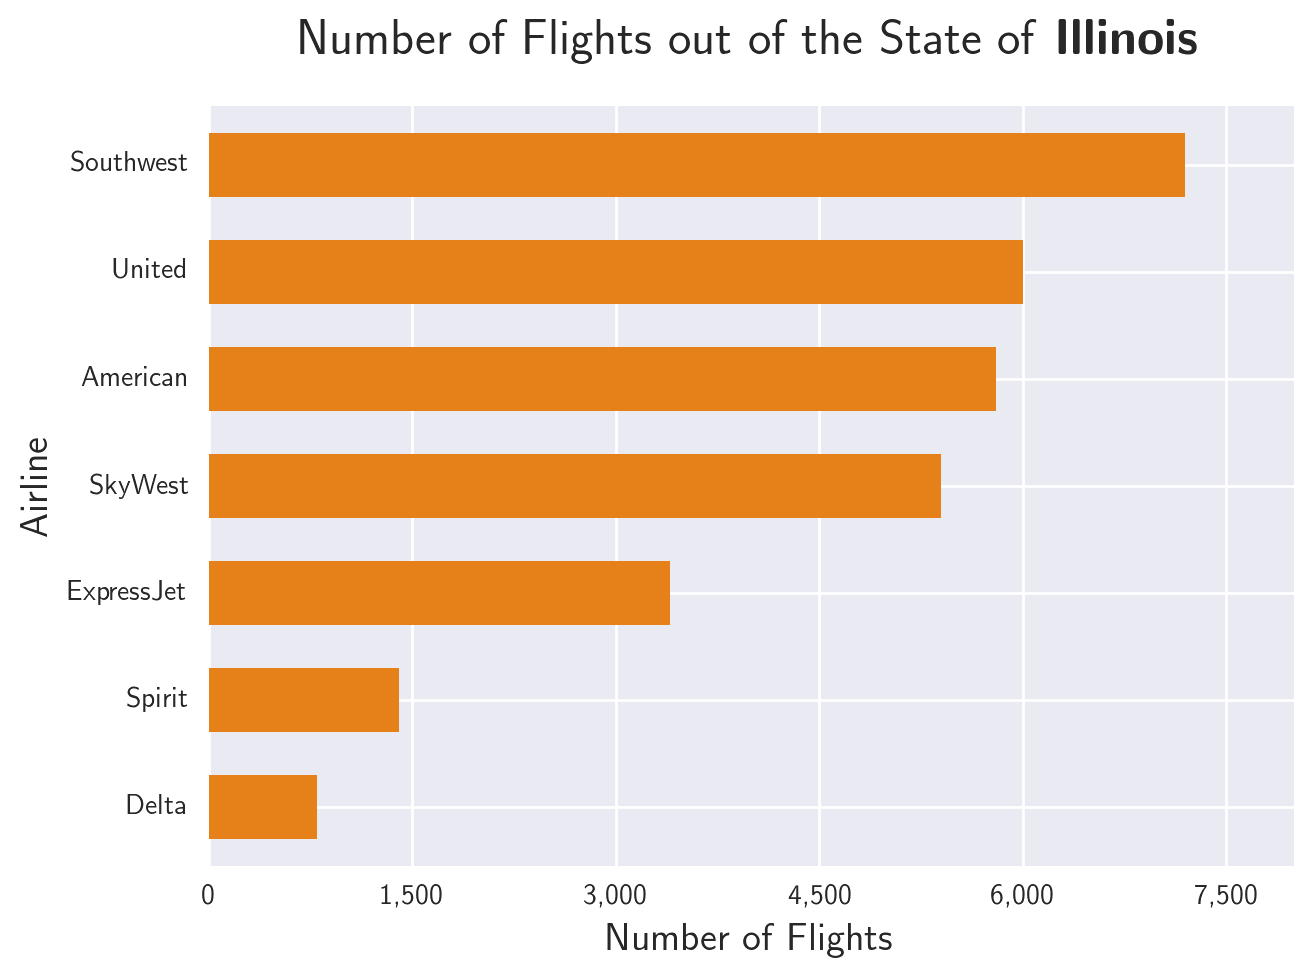 Number of Flights out of the State of Illinois
Southwest
United
American
SkyWest
ExpressJet
Spirit
Delta
Airline
0 1,500 3,000 4,500 6,000 7,500
Number of Flights